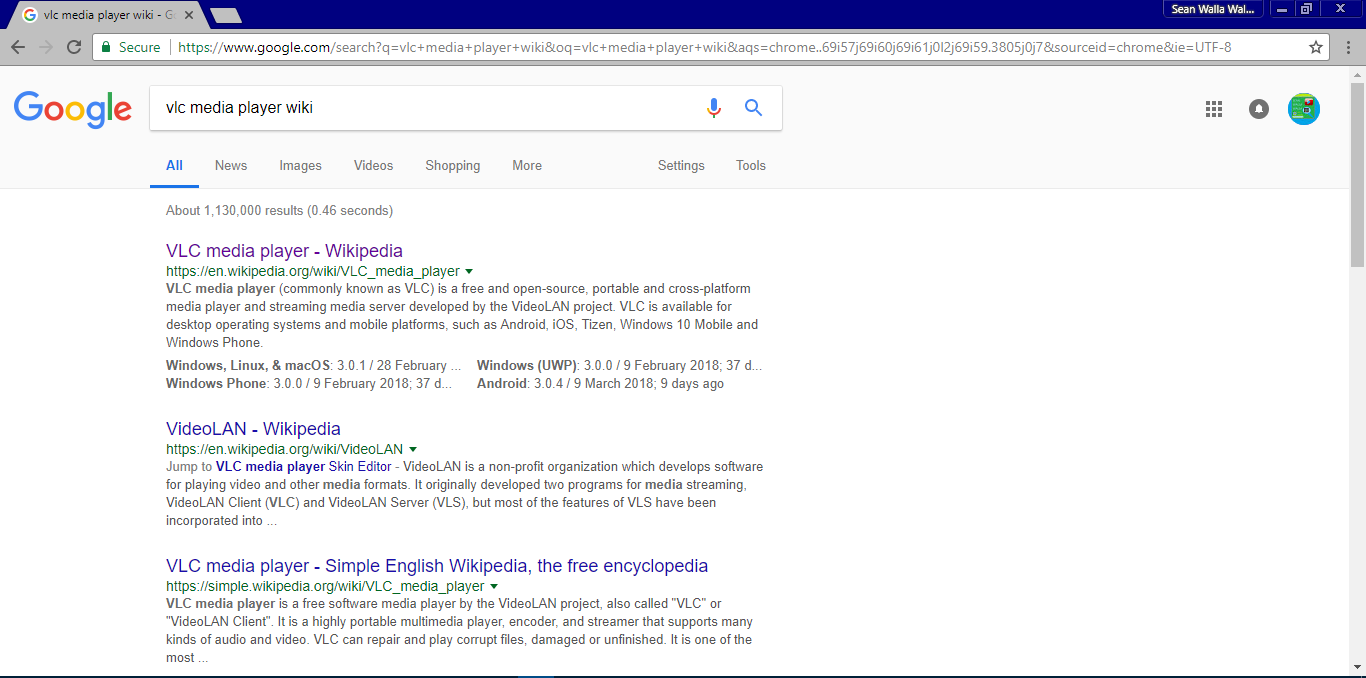 vlc media player wiki - Go
Sean Walla Wal...
Secure
https://www.google.com/search?q=vlc+media+player+wiki&oq=vlc+media+player+wiki&aqs=chrome..69i57j69i60j69i61j0l2j69i59.3805j0j7&sourceid=chrome&ie=UTF-8
Google
vlc media player wiki
All News Images Videos Shopping More Settings Tools
About 1,130,000 results (0.46 seconds)
VLC media player - Wikipedia
https://en.wikipedia.org/wiki/VLC_media_player
VLC media player (commonly known as VLC) is a free and open-source, portable and cross-platform
media player and streaming media server developed by the VideoLAN project. VLC is available for
desktop operating systems and mobile platforms, such as Android, iOS, Tizen, Windows 10 Mobile and
Windows Phone.
Windows, Linux, & macOS: 3.0.1 / 28 February ... Windows (UWP): 3.0.0 / 9 February 2018; 37 d...
Windows Phone: 3.0.0 / 9 February 2018; 37 d... Android: 3.0.4 / 9 March 2018; 9 days ago
VideoLAN - Wikipedia
https://en.wikipedia.org/wiki/VideoLAN
Jump to VLC media player Skin Editor - VideoLAN is a non-profit organization which develops software
for playing video and other media formats. It originally developed two programs for media streaming,
VideoLAN Client (VLC) and VideoLAN Server (VLS), but most of the features of VLS have been
incorporated into ...
VLC media player - Simple English Wikipedia, the free encyclopedia
https://simple.wikipedia.org/wiki/VLC_media_player
VLC media player is a free software media player by the VideoLAN project, also called "VLC" or
"VideoLAN Client". It is a highly portable multimedia player, encoder, and streamer that supports many
kinds of audio and video. VLC can repair and play corrupt files, damaged or unfinished. It is one of the
most ...